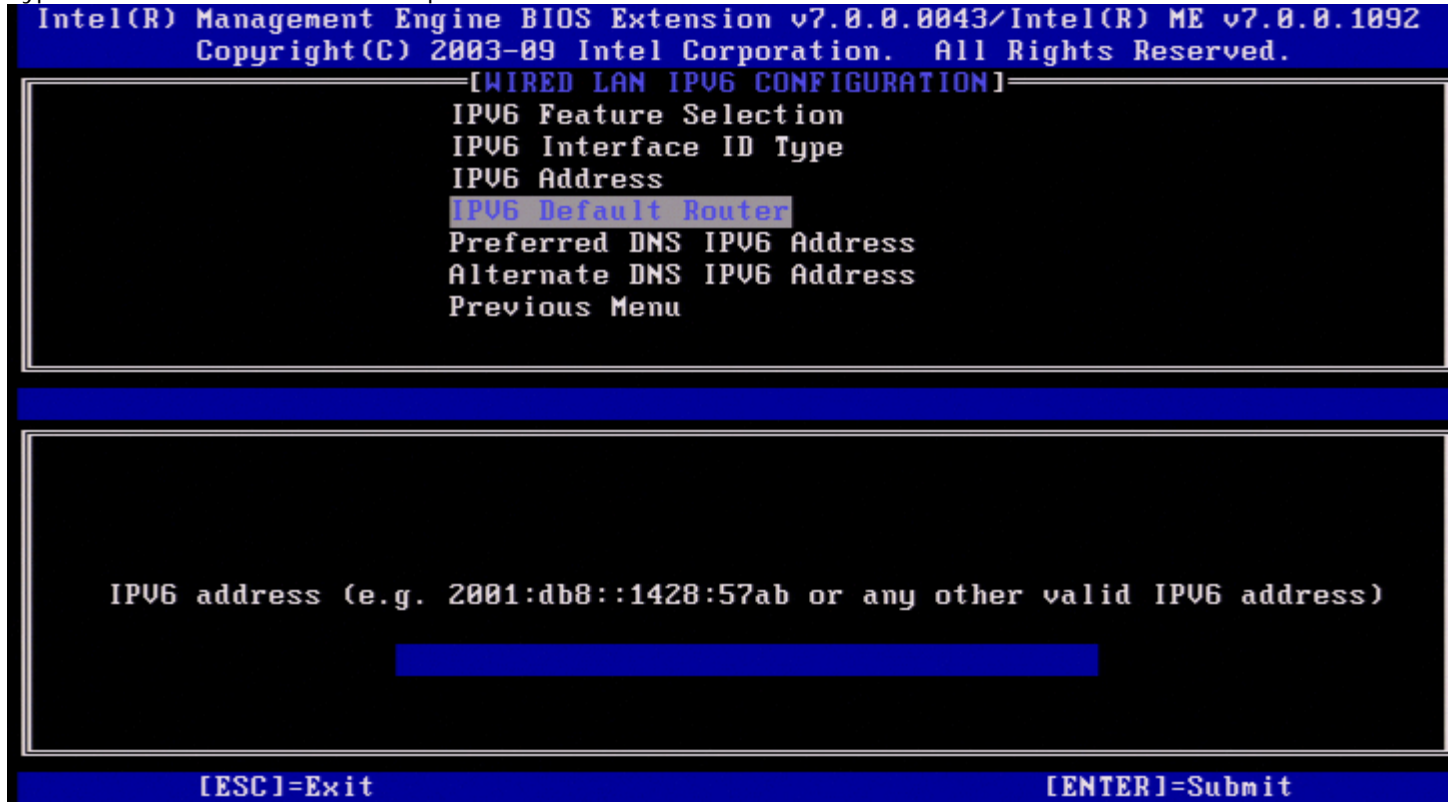 Intel(R) Management Engine BIOS Extension v7.0.0.0043/Intel(R) ME v7.0.0.1092
Copyright(C) 2003-09 Intel Corporation. All Rights Reserved.
[WIRED LAN IPV6 CONFIGURATION]
IPV6 Feature Selection
IPV6 Interface ID Type
IPV6 Address
IPV6 Default Router
Preferred DNS IPV6 Address
Alternate DNS IPV6 Address
Previous Menu
IPV6 address (e.g. 2001:db8::1428:57ab or any other valid IPV6 address)
[ESC]=Exit [ENTER]=Submit